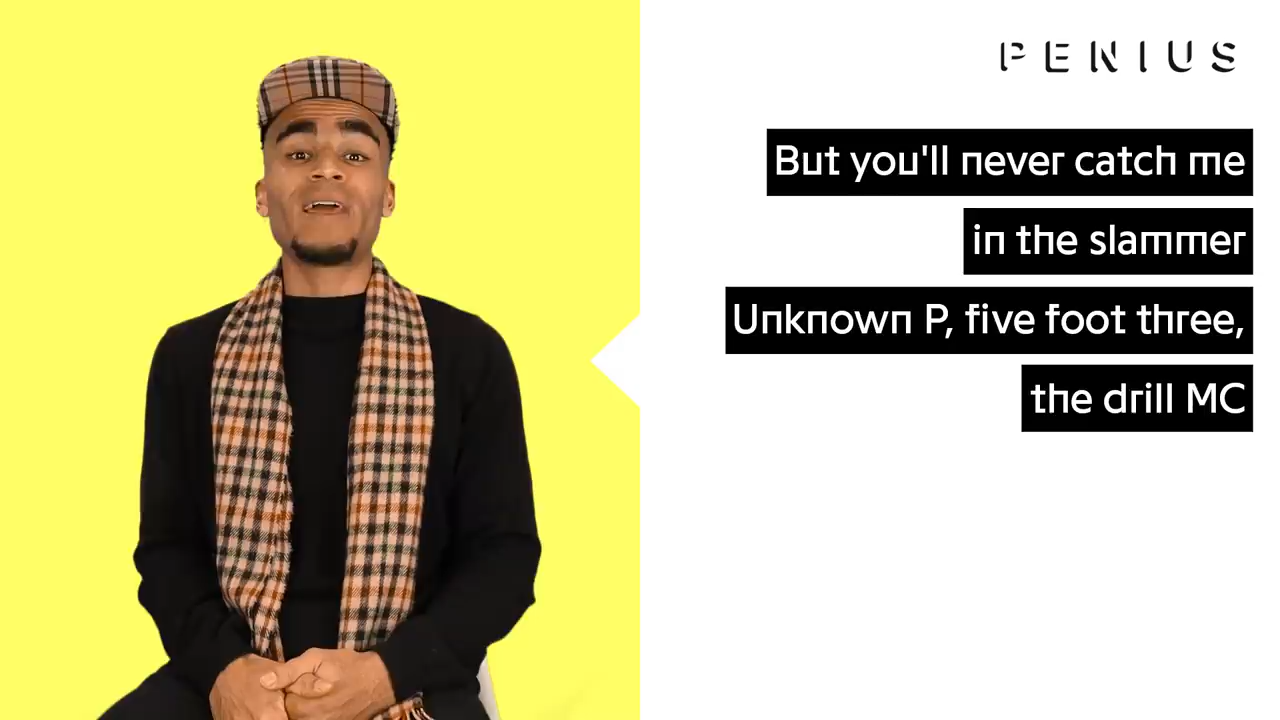 PENIUS
But you'll never catch me
in the slammer
Unknown P, five foot three,
the drill MC